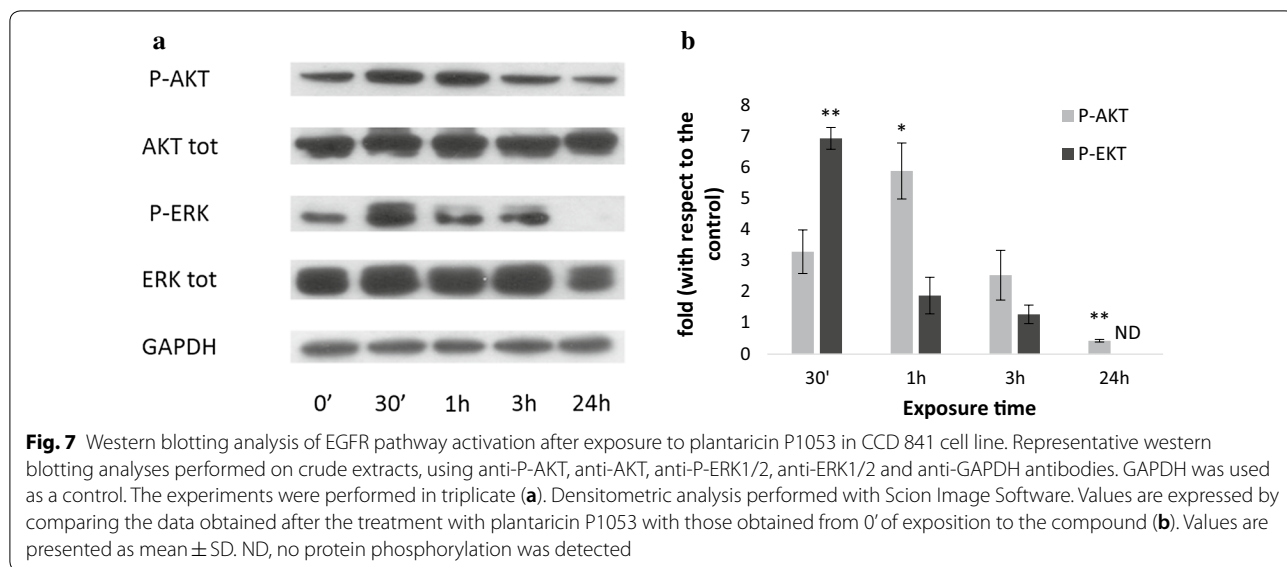 a
P-AKT
AKT tot
P-ERK
ERK tot
GAPDH
0’ 30’ 1h 3h 24h
b
fold (with respect to the
control)
8
7
6
5
4
3
2
1
0
** * ** ND
P-AKT
P-EKT
30' 1h 3h 24h
Exposure time
Fig. 7 Western blotting analysis of EGFR pathway activation after exposure to plantaricin P1053 in CCD 841 cell line. Representative western
blotting analyses performed on crude extracts, using anti-P-AKT, anti-AKT, anti-P-ERK1/2, anti-ERK1/2 and anti-GAPDH antibodies. GAPDH was used
as a control. The experiments were performed in triplicate (a). Densitometric analysis performed with Scion Image Software. Values are expressed by
comparing the data obtained after the treatment with plantaricin P1053 with those obtained from 0’ of exposition to the compound (b). Values are
presented as mean ± SD. ND, no protein phosphorylation was detected